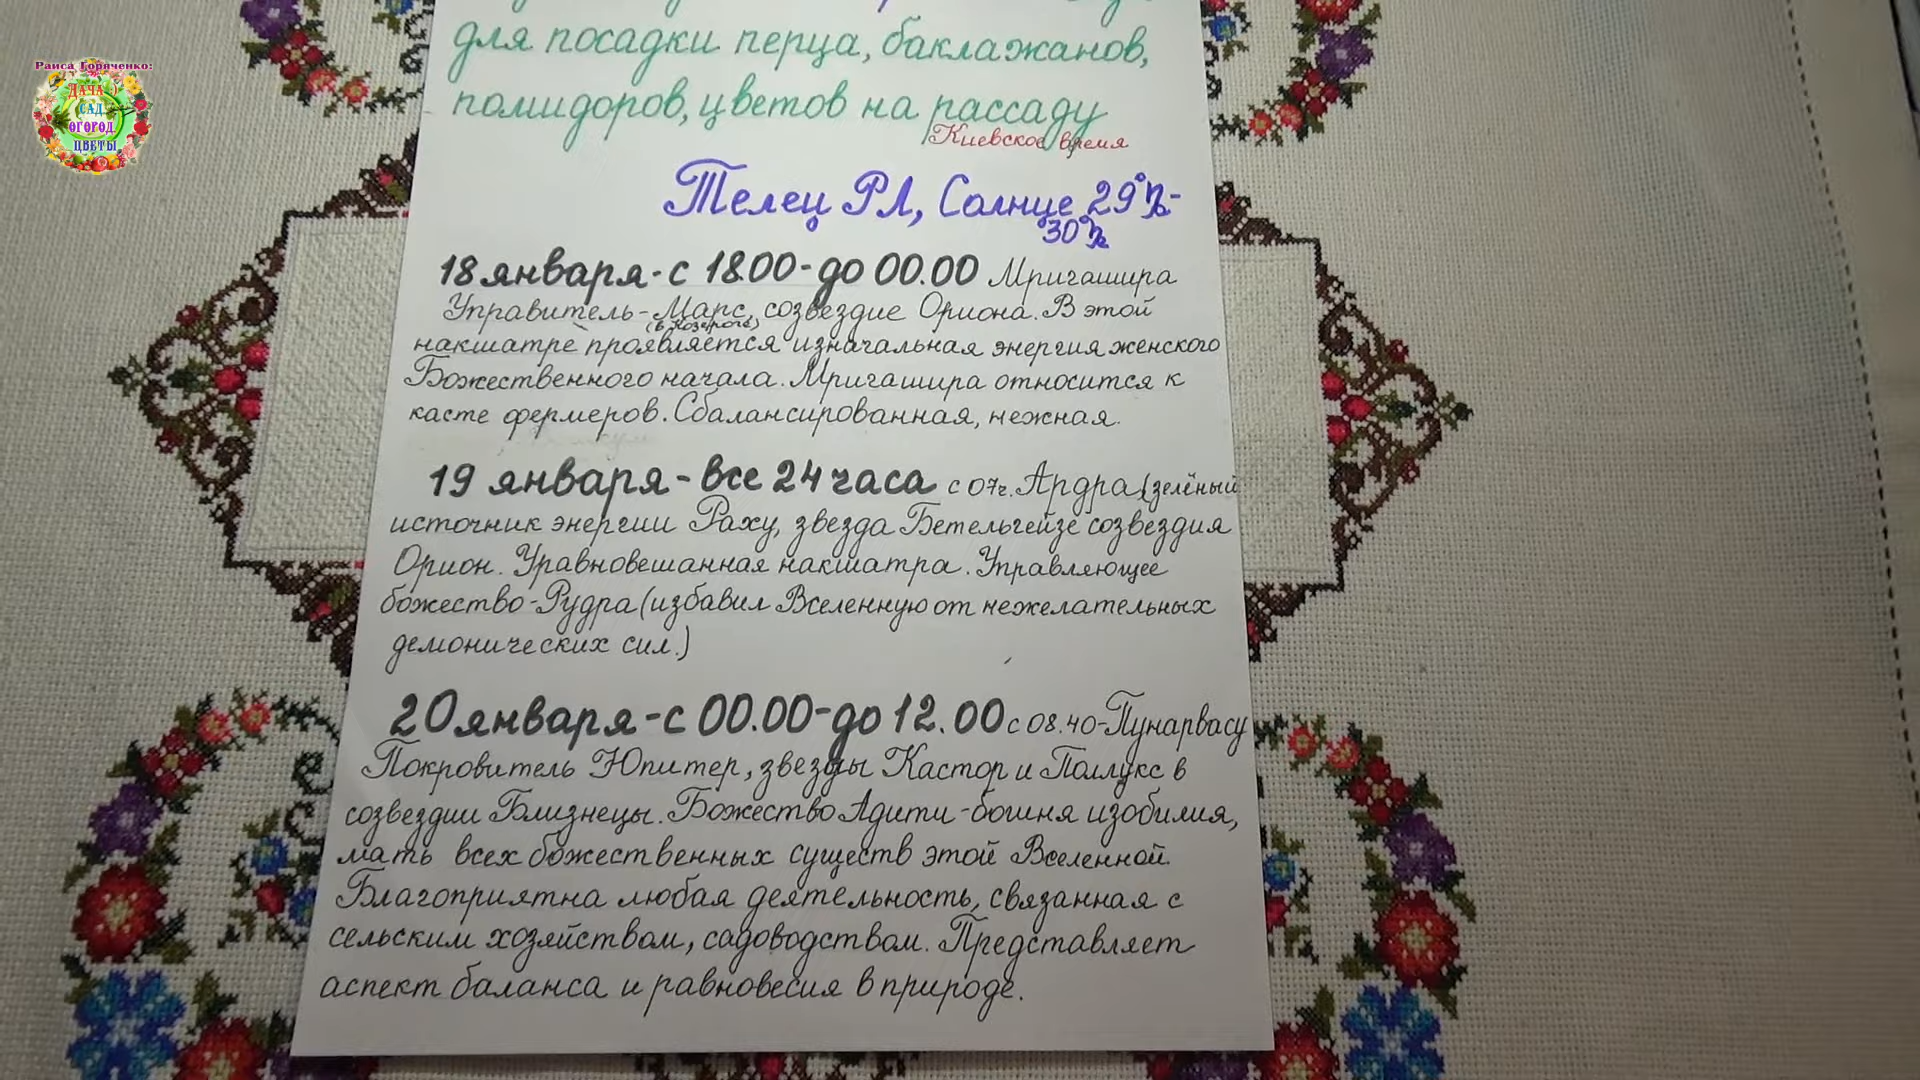 Раиса Горяченко:
ДАЧА
САД
ОГОРОД
ЦВЕТЫ
для посадки перца, баклажанов,
помидоров, цветов на рассаду
Киевское время
Телец РЛ, Солнце 29°♑-
30°♑
18 января - с 18.00 - до 00.00 Мригашира
Управитель - Марс, созвездие Ориона. В этой
(в Козероге)
накшатре проявляется изначальная энергия женского
Божественного начала. Мригашира относится к
касте фермеров. Сбалансированная, нежная.
19 января - все 24 часа с 07ч. Ардра (зелёный
источник энергии Раху, звезда Бетельгейзе созвездия
Орион. Уравновешанная накшатра. Управляющее
божество - Рудра (избавил Вселенную от нежелательных
демонических сил.)
20 января - с 00.00 - до 12.00 с 08.40 - Пунарвасу
Покровитель Юпитер, звезды Кастор и Поллукс в
созвездии Близнецы. Божество Адити - богиня изобилия,
мать всех божественных существ этой Вселенной.
Благоприятна любая деятельность, связанная с
сельским хозяйством, садоводством. Представляет
аспект баланса и равновесия в природе.